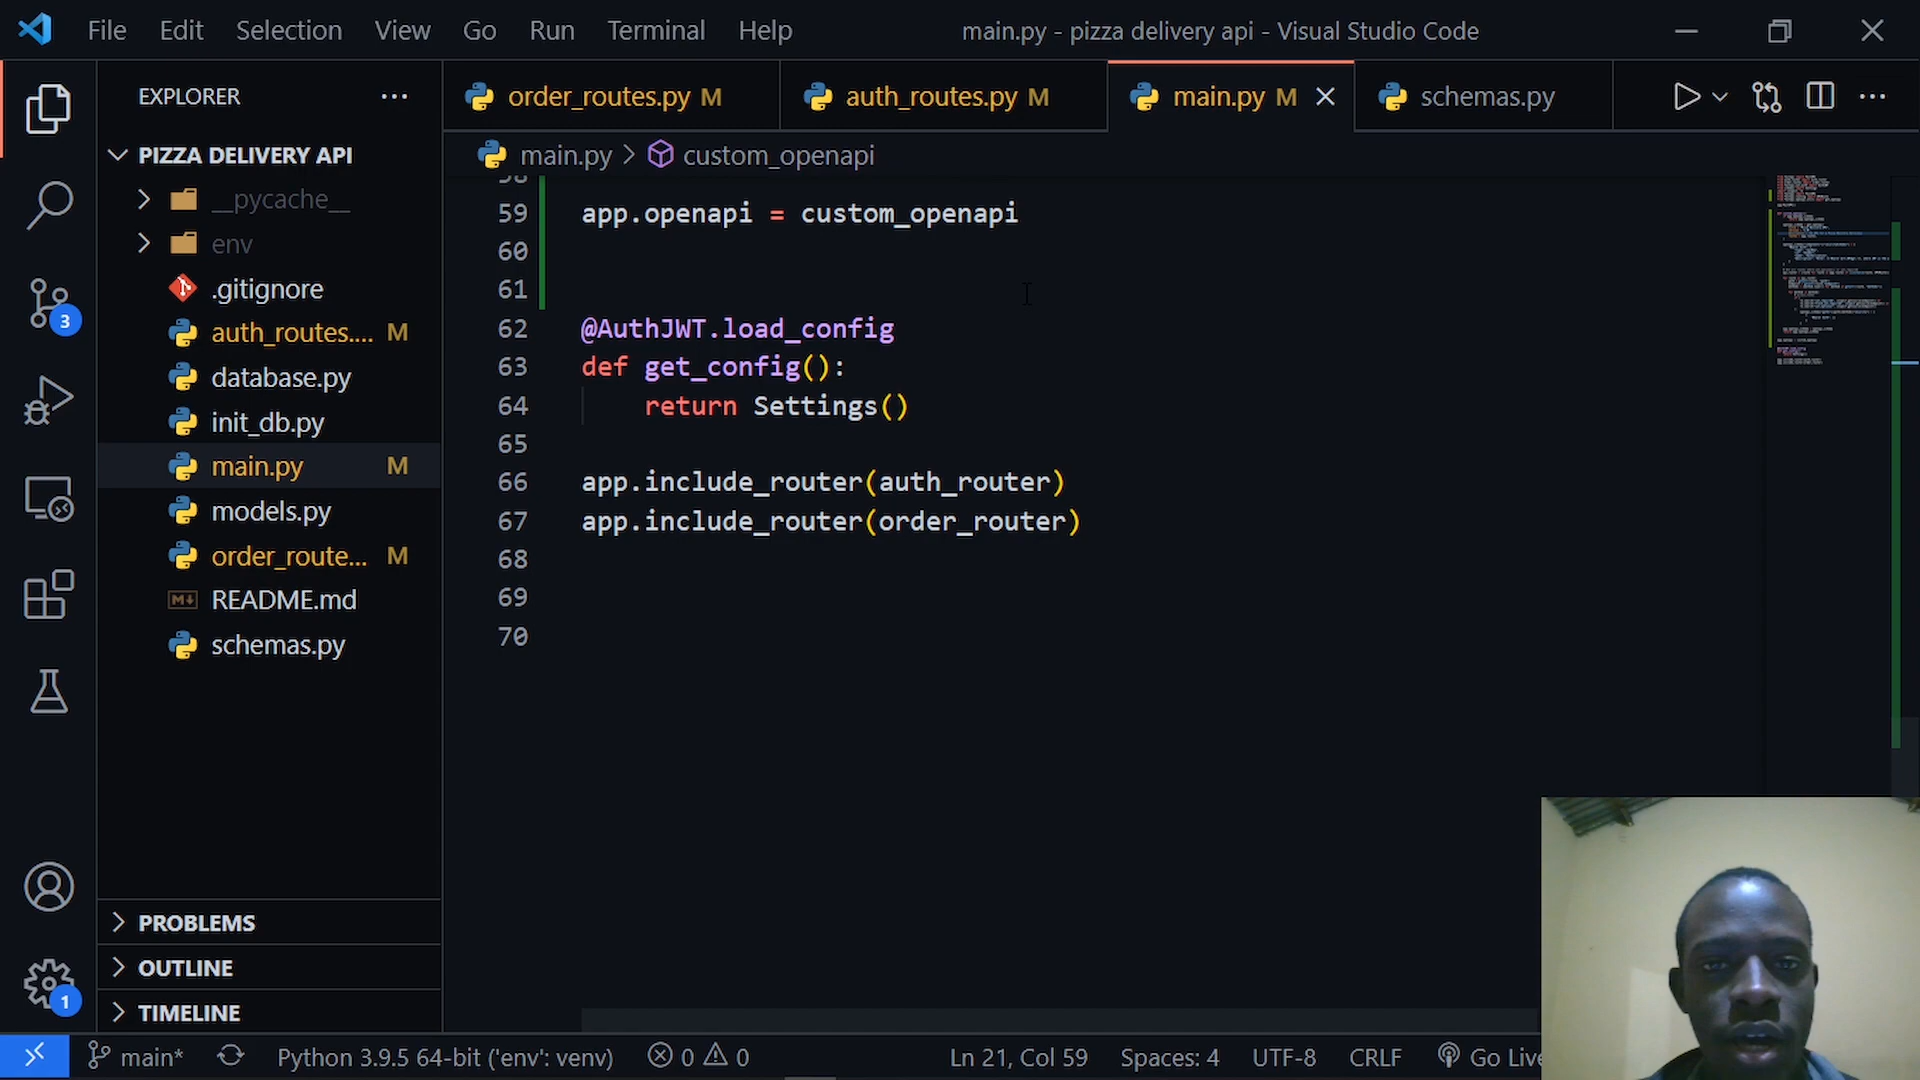 File Edit Selection View Go Run Terminal Help main.py - pizza delivery api - Visual Studio Code
EXPLORER
order_routes.py M auth_routes.py M main.py M schemas.py
PIZZA DELIVERY API
main.py custom_openapi
__pycache__
env
.gitignore
auth_routes.... M
database.py
init_db.py
main.py M
models.py
order_route... M
README.md
schemas.py
PROBLEMS
OUTLINE
TIMELINE
3
1
58
59 app.openapi = custom_openapi
60
61
62 @AuthJWT.load_config
63 def get_config():
64 return Settings()
65
66 app.include_router(auth_router)
67 app.include_router(order_router)
68
69
70
main* Python 3.9.5 64-bit ('env': venv) 0 0 Ln 21, Col 59 Spaces: 4 UTF-8 CRLF Go Live